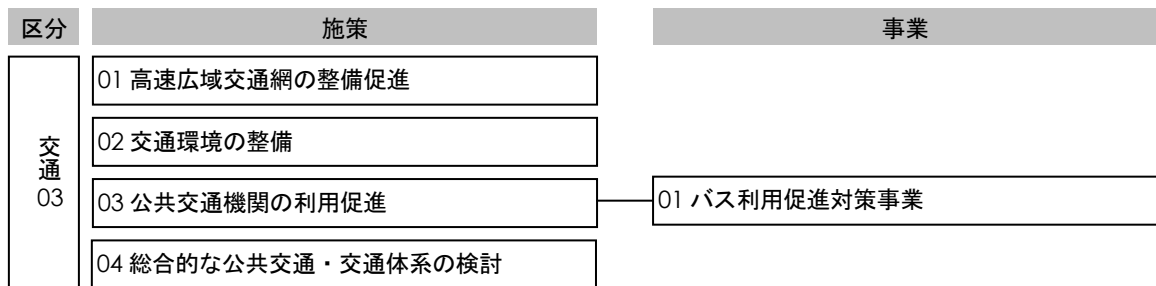 区分
施策
事業
交通
03
01 高速広域交通網の整備促進
02 交通環境の整備
03 公共交通機関の利用促進
01 バス利用促進対策事業
04 総合的な公共交通・交通体系の検討